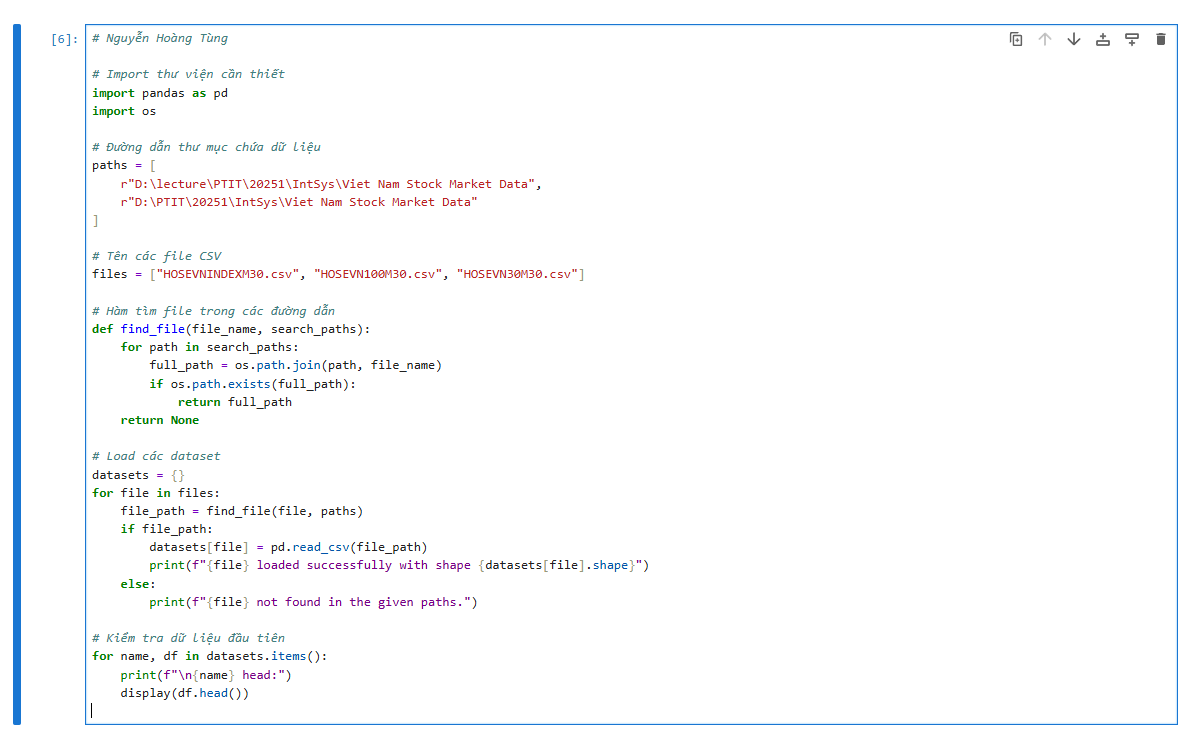 [6]:
# Nguyễn Hoàng Tùng
# Import thư viện cần thiết
import pandas as pd
import os
# Đường dẫn thư mục chứa dữ liệu
paths = [
    r"D:\lecture\PTIT\20251\IntSys\Viet Nam Stock Market Data",
    r"D:\PTIT\20251\IntSys\Viet Nam Stock Market Data"
]
# Tên các file CSV
files = ["HOSEVNINDEXM30.csv", "HOSEVN100M30.csv", "HOSEVN30M30.csv"]
# Hàm tìm file trong các đường dẫn
def find_file(file_name, search_paths):
    for path in search_paths:
        full_path = os.path.join(path, file_name)
        if os.path.exists(full_path):
            return full_path
    return None
# Load các dataset
datasets = {}
for file in files:
    file_path = find_file(file, paths)
    if file_path:
        datasets[file] = pd.read_csv(file_path)
        print(f"{file} loaded successfully with shape {datasets[file].shape}")
    else:
        print(f"{file} not found in the given paths.")
# Kiểm tra dữ liệu đầu tiên
for name, df in datasets.items():
    print(f"\n{name} head:")
    display(df.head())